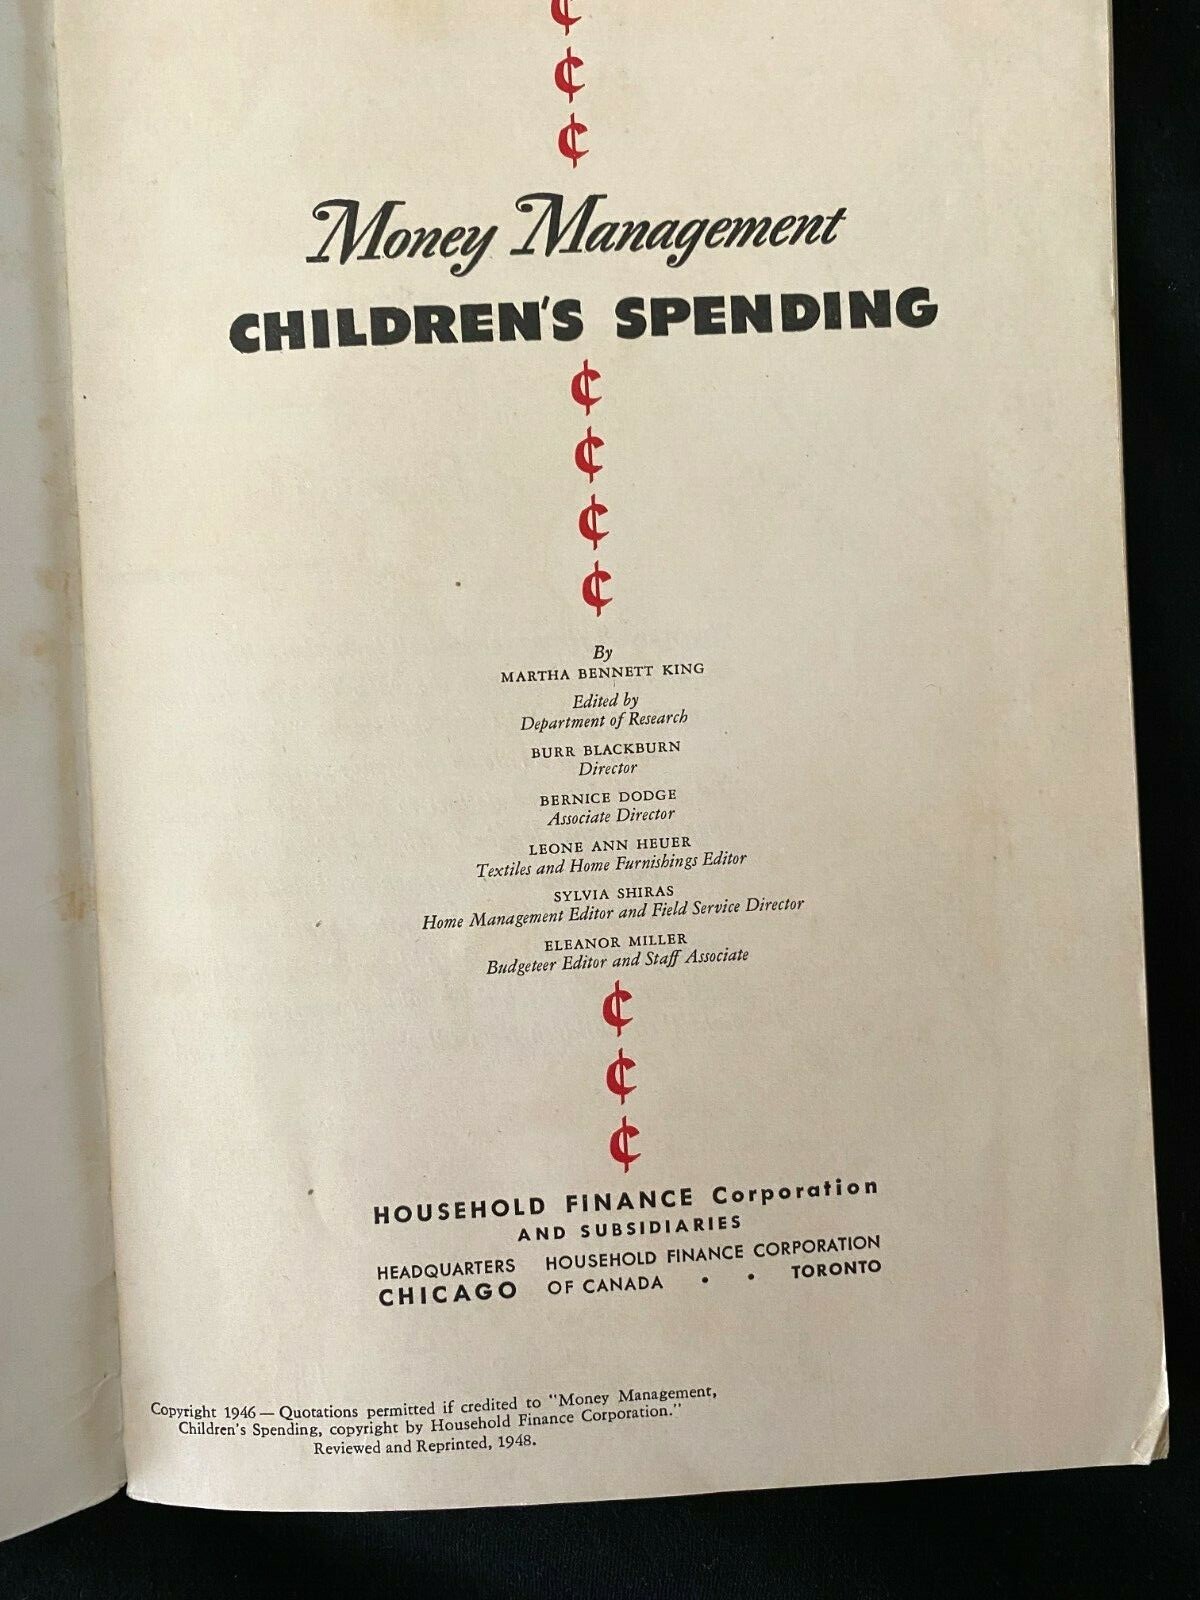 ¢
¢
¢
Money Management
CHILDREN'S SPENDING
¢
¢
¢
¢
By
MARTHA BENNETT KING
Edited by
Department of Research
BURR BLACKBURN
Director
BERNICE DODGE
Associate Director
LEONE ANN HEUER
Textiles and Home Furnishings Editor
SYLVIA SHIRAS
Home Management Editor and Field Service Director
ELEANOR MILLER
Budgeteer Editor and Staff Associate
¢
¢
¢
HOUSEHOLD FINANCE Corporation
AND SUBSIDIARIES
HEADQUARTERS HOUSEHOLD FINANCE CORPORATION
CHICAGO OF CANADA • • TORONTO
Copyright 1946 — Quotations permitted if credited to "Money Management,
Children's Spending, copyright by Household Finance Corporation."
Reviewed and Reprinted, 1948.